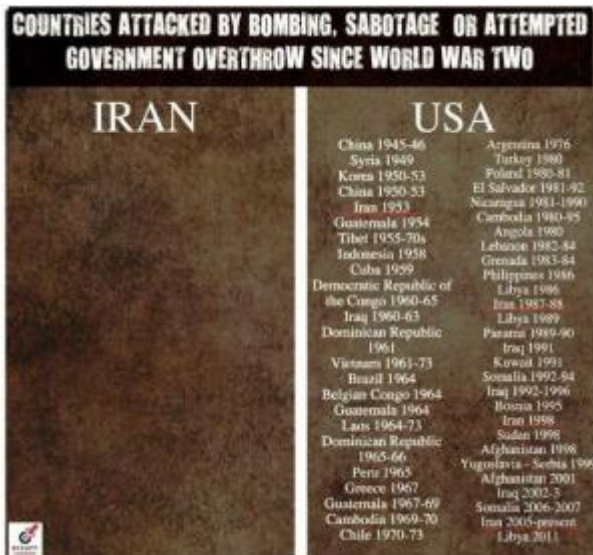 COUNTRIES ATTACKED BY BOMBING, SABOTAGE OR ATTEMPTED
GOVERNMENT OVERTHROW SINCE WORLD WAR TWO
IRAN
USA
China 1945-46
Syria 1949
Korea 1950-53
China 1950-53
Iran 1953
Guatemala 1954
Tibet 1955-70s
Indonesia 1958
Cuba 1959
Democratic Republic of
the Congo 1960-65
Iraq 1960-63
Dominican Republic
1961
Vietnam 1961-73
Brazil 1964
Belgian Congo 1964
Guatemala 1964
Laos 1964-73
Dominican Republic
1965-66
Peru 1965
Greece 1967
Guatemala 1967-69
Cambodia 1969-70
Chile 1970-73
Argentina 1976
Turkey 1980
Poland 1980-81
El Salvador 1981-92
Nicaragua 1981-1990
Cambodia 1980-95
Angola 1980
Lebanon 1982-84
Grenada 1983-84
Philippines 1986
Libya 1986
Iran 1987-88
Libya 1989
Panama 1989-90
Iraq 1991
Kuwait 1991
Somalia 1992-94
Iraq 1992-1996
Bosnia 1995
Iran 1998
Sudan 1998
Afghanistan 1998
Yugoslavia - Serbia 199
Afghanistan 2001
Iraq 2002-3
Somalia 2006-2007
Iran 2005-present
Libya 2011